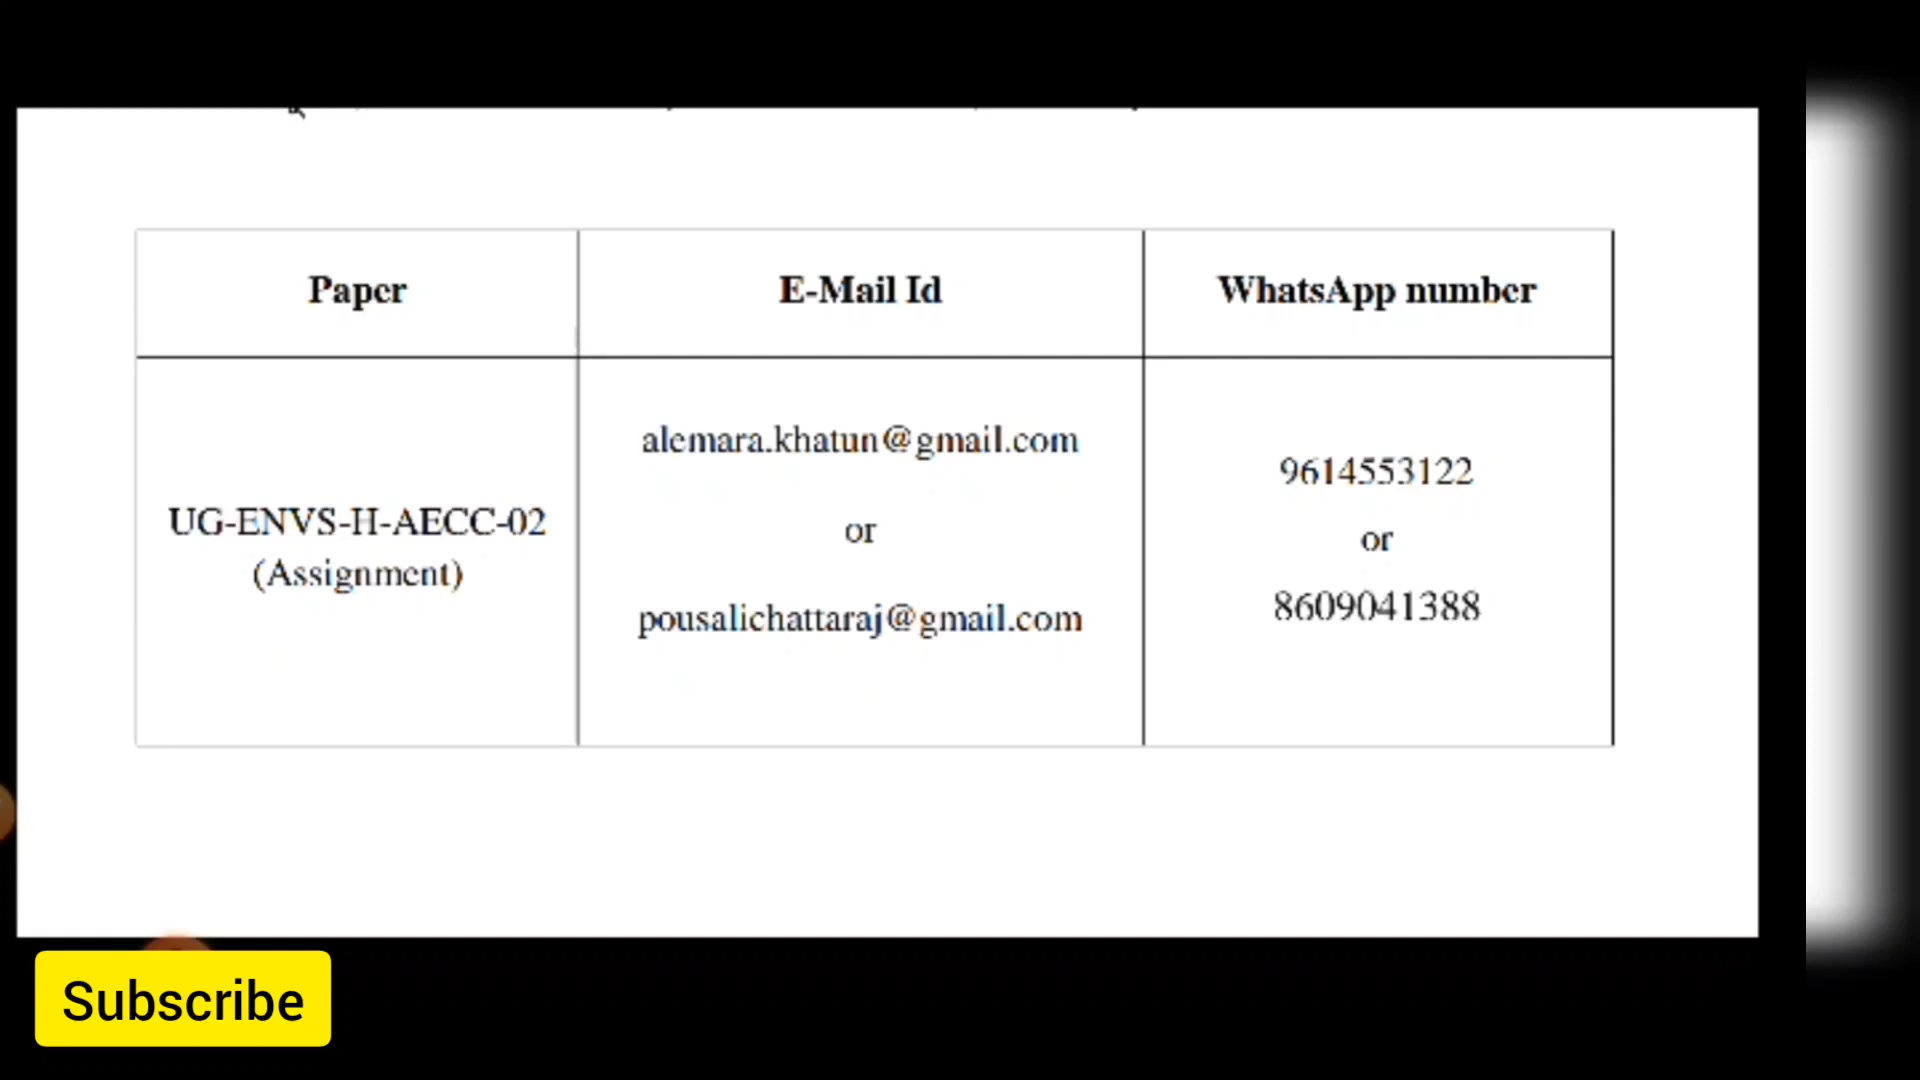 Paper
E-Mail Id
WhatsApp number
UG-ENVS-H-AECC-02
(Assignment)
alemara.khatun@gmail.com
or
pousalichattaraj@gmail.com
9614553122
or
8609041388
Subscribe